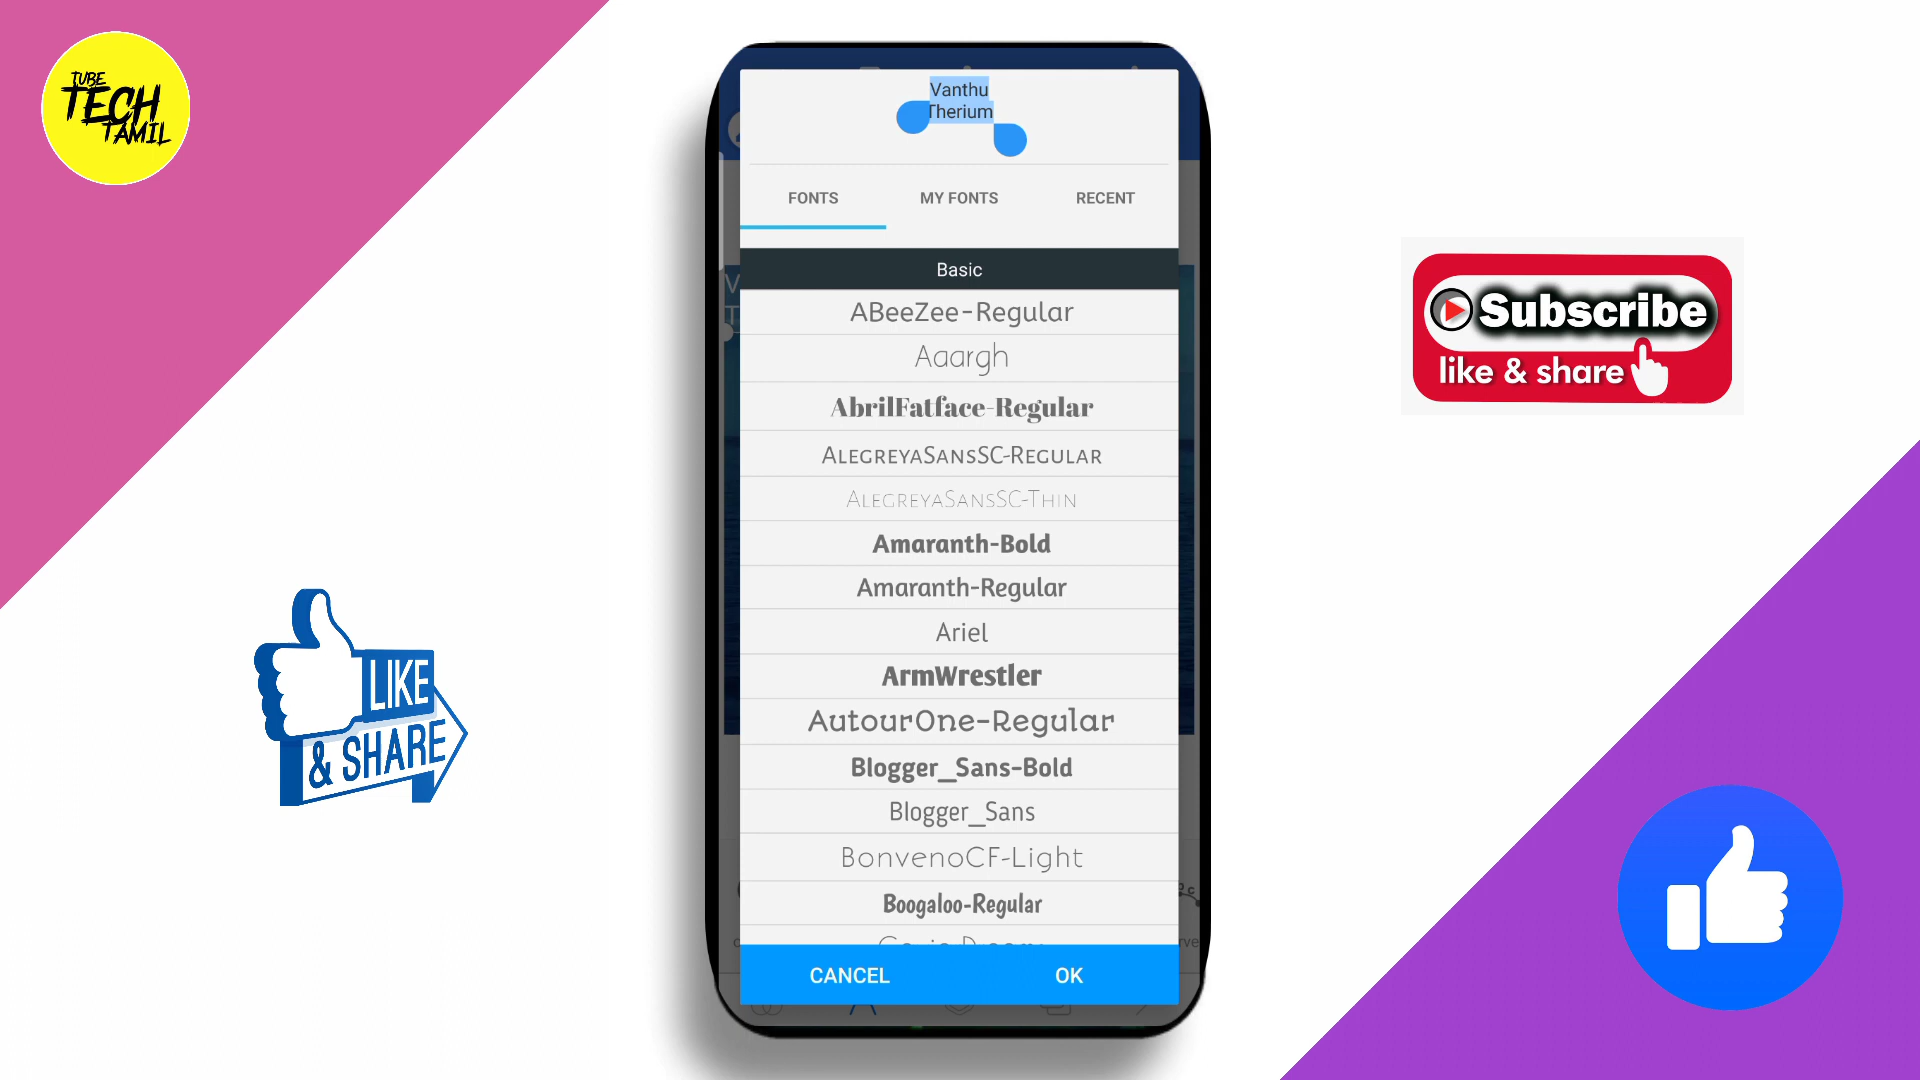 TUBE
TECH
TAMIL
Vanthu
Therium
FONTS
MY FONTS
RECENT
Basic
ABeeZee-Regular
Aaargh
AbrilFatface-Regular
AlegreyaSansSC-Regular
AlegreyaSansSC-Thin
Amaranth-Bold
Amaranth-Regular
Ariel
ArmWrestler
AutourOne-Regular
Blogger_Sans-Bold
Blogger_Sans
BonvenoCF-Light
Boogaloo-Regular
CANCEL
OK
Subscribe
like & share
LIKE
& SHARE